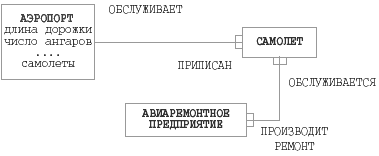 ОБСЛУЖИВАЕТ
АЭРОПОРТ
длина дорожки
число ангаров
....
самолеты
САМОЛЕТ
ПРИПИСАН
ОБСЛУЖИВАЕТСЯ
АВИАРЕМОНТНОЕ
ПРЕДПРИЯТИЕ
ПРОИЗВОДИТ
РЕМОНТ